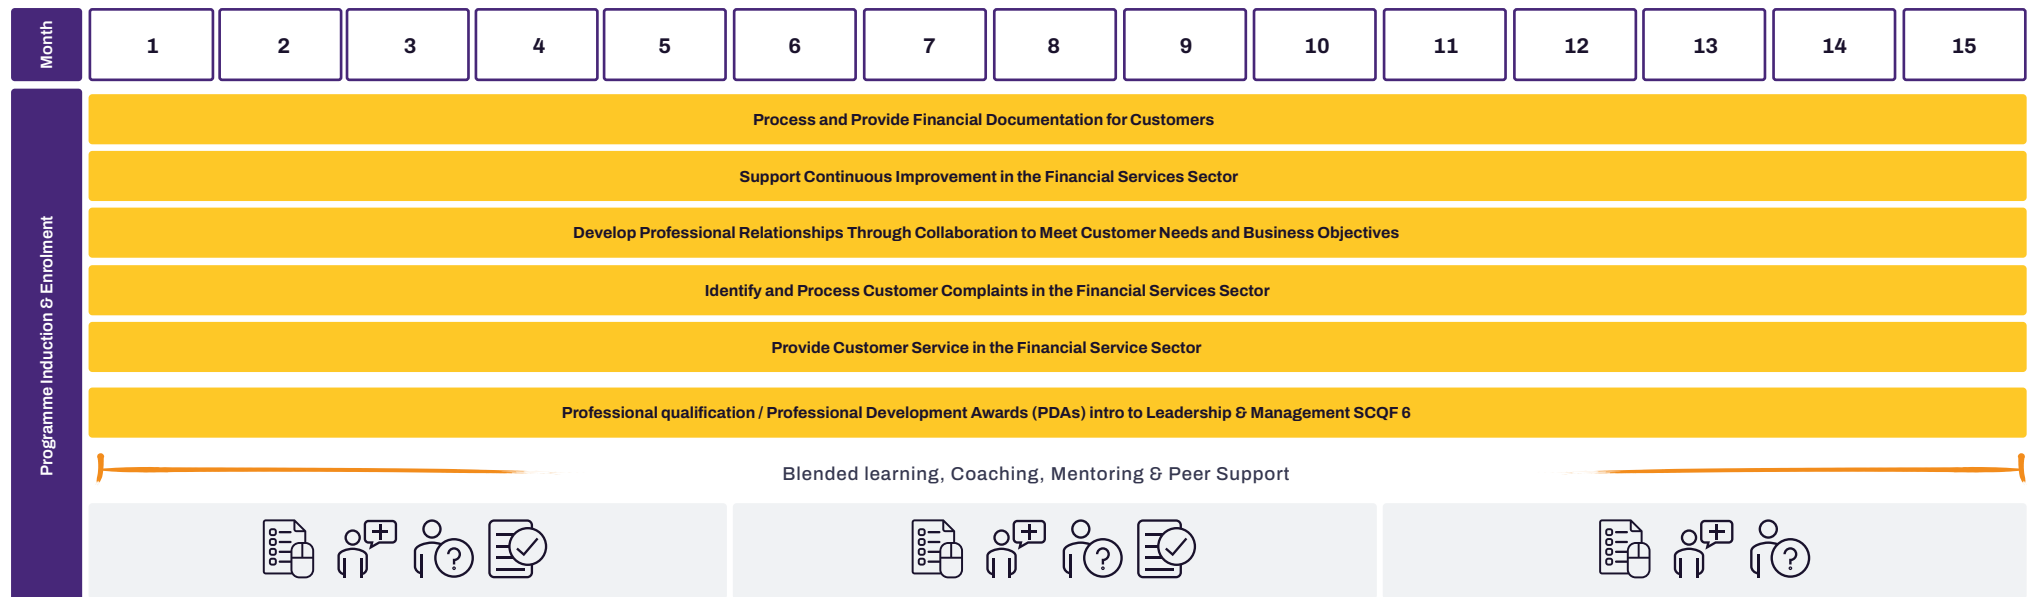 Month
1
2
3
4
5
6
7
8
9
10
11
12
13
14
15
Programme Induction & Enrolment
Process and Provide Financial Documentation for Customers
Support Continuous Improvement in the Financial Services Sector
Develop Professional Relationships Through Collaboration to Meet Customer Needs and Business Objectives
Identify and Process Customer Complaints in the Financial Services Sector
Provide Customer Service in the Financial Service Sector
Professional qualification / Professional Development Awards (PDAs) intro to Leadership & Management SCQF 6
Blended learning, Coaching, Mentoring & Peer Support